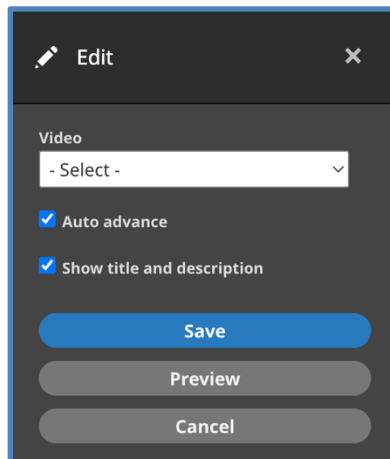 Edit
Video
- Select -
Auto advance
Show title and description
Save
Preview
Cancel